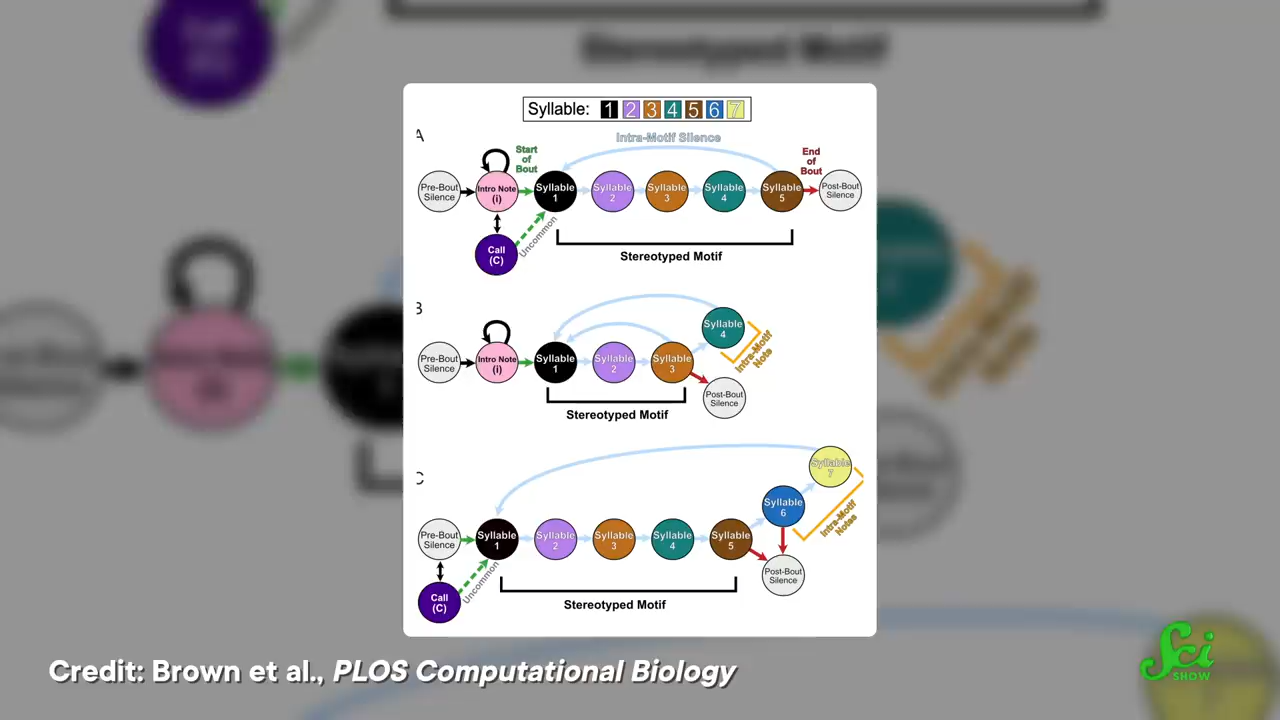 Stereotyped Motif
Syllable: 1 2 3 4 5 6 7
A
Intra-Motif Silence
Start
of
Bout
End
of
Bout
Pre-Bout
Silence
Intro Note
(i)
Syllable
1
Syllable
2
Syllable
3
Syllable
4
Syllable
5
Post-Bout
Silence
Call
(C)
Uncommon
Stereotyped Motif
B
Pre-Bout
Silence
Intro Note
(i)
Syllable
1
Syllable
2
Syllable
3
Syllable
4
Intra-Motif
Note
Post-Bout
Silence
Stereotyped Motif
C
Pre-Bout
Silence
Syllable
1
Syllable
2
Syllable
3
Syllable
4
Syllable
5
Syllable
6
Syllable
7
Intra-Motif
Notes
Post-Bout
Silence
Call
(C)
Uncommon
Stereotyped Motif
Credit: Brown et al., PLOS Computational Biology
Sci
SHOW